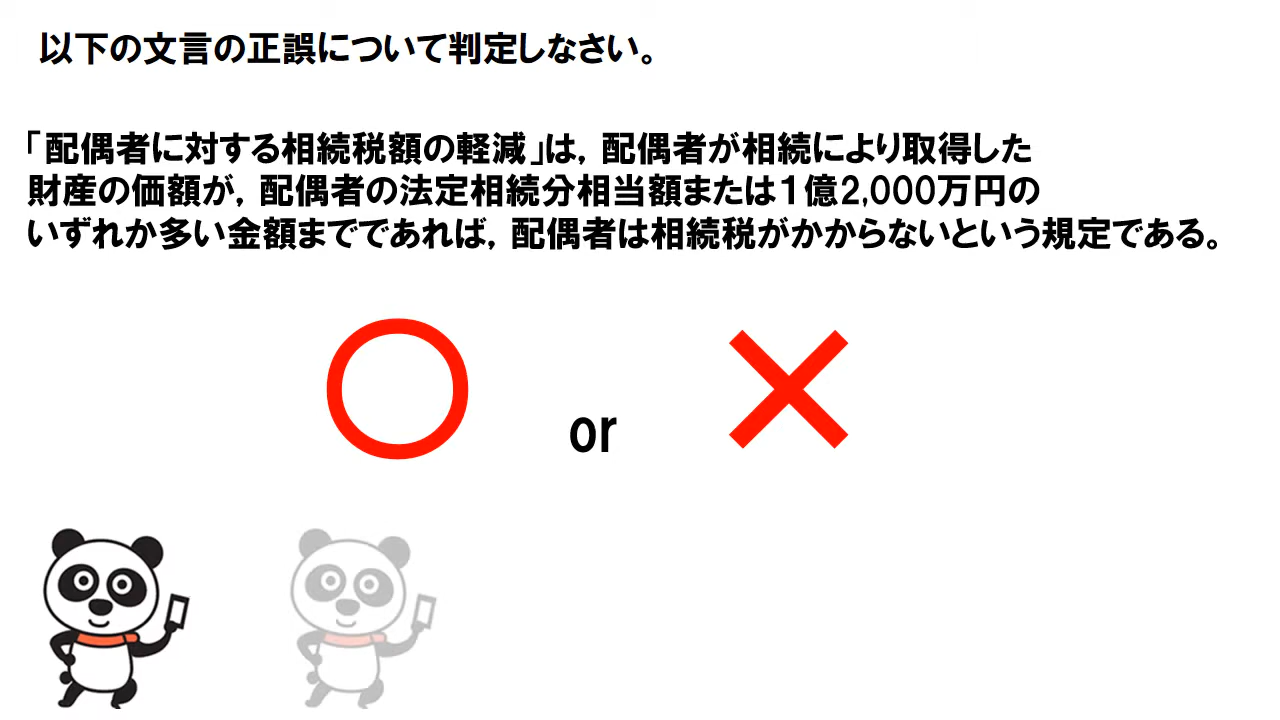 以下の文言の正誤について判定しなさい。
「配偶者に対する相続税額の軽減」は,配偶者が相続により取得した
財産の価額が,配偶者の法定相続分相当額または1億2,000万円の
いずれか多い金額までであれば,配偶者は相続税がかからないという規定である。
or